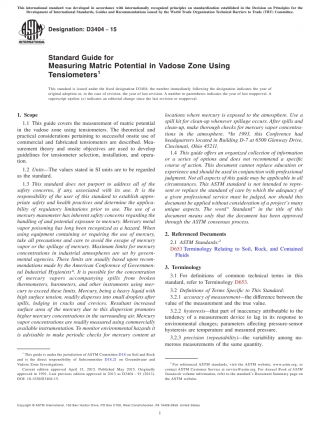 This international standard was developed in accordance with internationally recognized principles on standardization established in the Decision on Principles for the
Development of International Standards, Guides and Recommendations issued by the World Trade Organization Technical Barriers to Trade (TBT) Committee.
Designation: D3404 − 15
Standard Guide for
Measuring Matric Potential in Vadose Zone Using
Tensiometers1
This standard is issued under the fixed designation D3404; the number immediately following the designation indicates the year of
original adoption or, in the case of revision, the year of last revision. A number in parentheses indicates the year of last reapproval. A
superscript epsilon (ε) indicates an editorial change since the last revision or reapproval.
1. Scope
1.1 This guide covers the measurement of matric potential
in the vadose zone using tensiometers. The theoretical and
practical considerations pertaining to successful onsite use of
commercial and fabricated tensiometers are described. Mea-
surement theory and onsite objectives are used to develop
guidelines for tensiometer selection, installation, and opera-
tion.
1.2 Units—The values stated in SI units are to be regarded
as the standard.
1.3 This standard does not purport to address all of the
safety concerns, if any, associated with its use. It is the
responsibility of the user of this standard to establish appro-
priate safety and health practices and determine the applica-
bility of regulatory limitations prior to use. The use of a
mercury manometer has inherent safety concerns regarding the
handling of and potential exposure to mercury. Mercury metal
vapor poisoning has long been recognized as a hazard. When
using equipment containing or requiring the use of mercury,
take all precautions and care to avoid the escape of mercury
vapor or the spillage of mercury. Maximum limits for mercury
concentrations in industrial atmospheres are set by govern-
mental agencies. These limits are usually based upon recom-
mendations made by the American Conference of Government-
Industrial Hygienists*. It is possible for the concentration
of mercury vapors accompanying spills from broken
thermometers, barometers, and other instruments using mer-
cury to exceed these limits. Mercury, being a heavy liquid with
high surface tension, readily disperses into small droplets after
spills, lodging in cracks and crevices. Resultant increased
surface area of the mercury due to this dispersion promotes
higher mercury concentrations in the surrounding air. Mercury
vapor concentrations are readily measured using commercially
available instrumentation. To monitor environmental hazards it
is advisable to make periodic checks for mercury content at
1 This guide is under the jurisdiction of ASTM Committee D18 on Soil and Rock
and is the direct responsibility of Subcommittee D18.21 on Groundwater and
Vadose Zone Investigations.
Current edition approved April 15, 2015. Published May 2015. Originally
approved in 1991. Last previous edition approved in 2013 as D3404 – 91 (2013).
DOI: 10.1520/D3404-15
locations where mercury is exposed to the atmosphere. Use a
spill kit for clean-up whenever spillage occurs. After spills and
clean-up, make thorough checks for mercury vapor concentra-
tions in the atmosphere. *In 1991, this Conference had
headquarters located in Building D-7 at 6500 Glenway Drive,
Cincinnati, Ohio 45211.
1.4 This guide offers an organized collection of information
or a series of options and does not recommend a specific
course of action. This document cannot replace education or
experience and should be used in conjunction with professional
judgment. Not all aspects of this guide may be applicable in all
circumstances. This ASTM standard is not intended to repre-
sent or replace the standard of care by which the adequacy of
a given professional service must be judged, nor should this
document be applied without consideration of a project's many
unique aspects. The word “Standard” in the title of this
document means only that the document has been approved
through the ASTM consensus process.
2. Referenced Documents
2.1 ASTM Standards:2
D653 Terminology Relating to Soil, Rock, and Contained
Fluids
3. Terminology
3.1 For definitions of common technical terms in this
standard, refer to Terminology D653.
3.2 Definitions of Terms Specific to This Standard:
3.2.1 accuracy of measurement—the difference between the
value of the measurement and the true value.
3.2.2 hysteresis—that part of inaccuracy attributable to the
tendency of a measurement device to lag in its response to
environmental changes; parameters affecting pressure-sensor
hysteresis are temperature and measured pressure.
3.2.3 precision (repeatability)—the variability among nu-
merous measurements of the same quantity.
2 For referenced ASTM standards, visit the ASTM website, www.astm.org, or
contact ASTM Customer Service at service@astm.org. For Annual Book of ASTM
Standards volume information, refer to the standard's Document Summary page on
the ASTM website.
Copyright © ASTM International, 100 Barr Harbor Drive, PO Box C700, West Conshohocken, PA 19428-2959. United States
1